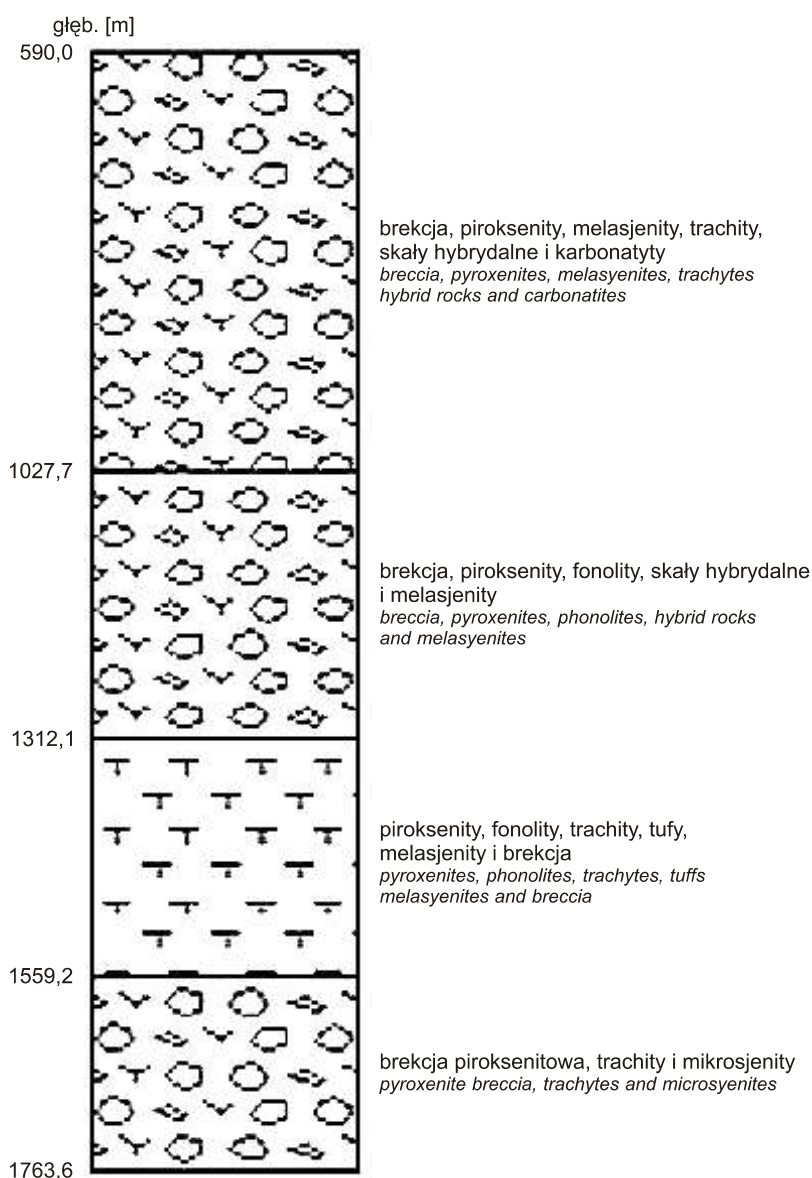 głęb. [m]
590,0
brekcja, piroksenity, melasjenity, trachity,
skały hybrydalne i karbonatyty
breccia, pyroxenites, melasyenites, trachytes
hybrid rocks and carbonatites
1027,7
brekcja, piroksenity, fonolity, skały hybrydalne
i melasjenity
breccia, pyroxenites, phonolites, hybrid rocks
and melasyenites
1312,1
piroksenity, fonolity, trachity, tufy,
melasjenity i brekcja
pyroxenites, phonolites, trachytes, tuffs
melasyenites and breccia
1559,2
brekcja piroksenitowa, trachity i mikrosjenity
pyroxenite breccia, trachytes and microsyenites
1763.6